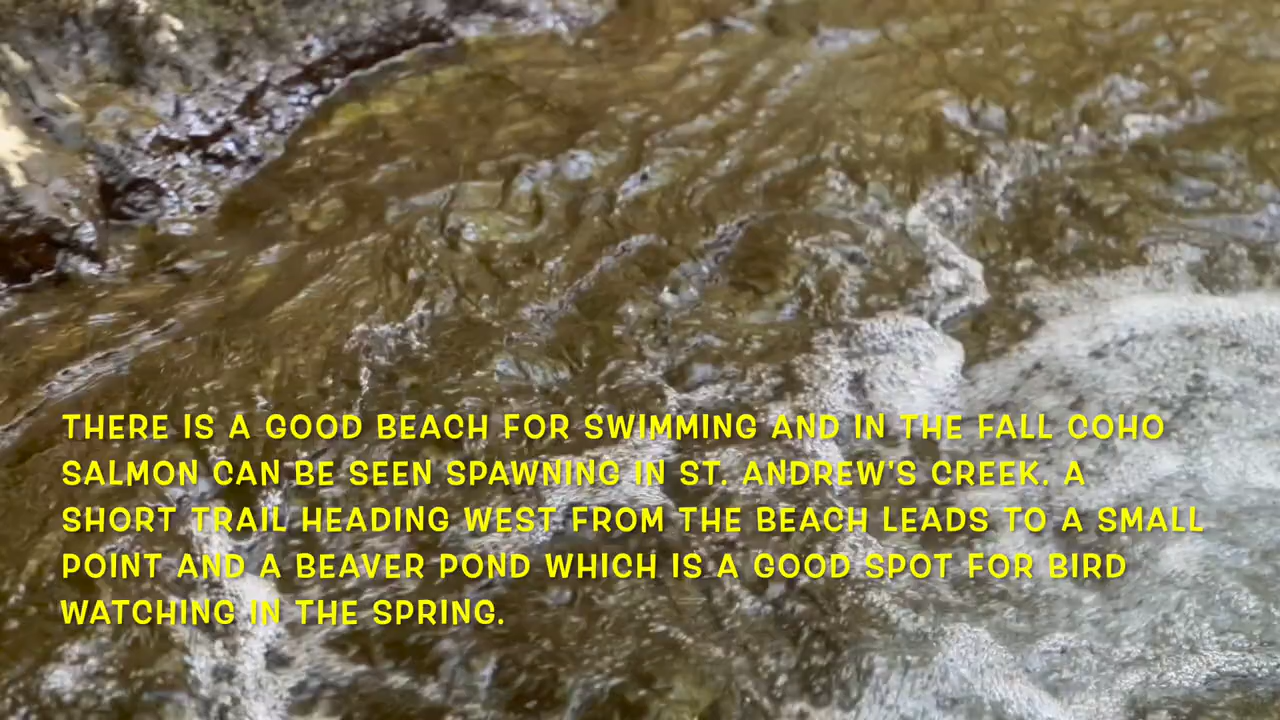 THERE IS A GOOD BEACH FOR SWIMMING AND IN THE FALL COHO
SALMON CAN BE SEEN SPAWNING IN ST. ANDREW'S CREEK. A
SHORT TRAIL HEADING WEST FROM THE BEACH LEADS TO A SMALL
POINT AND A BEAVER POND WHICH IS A GOOD SPOT FOR BIRD
WATCHING IN THE SPRING.